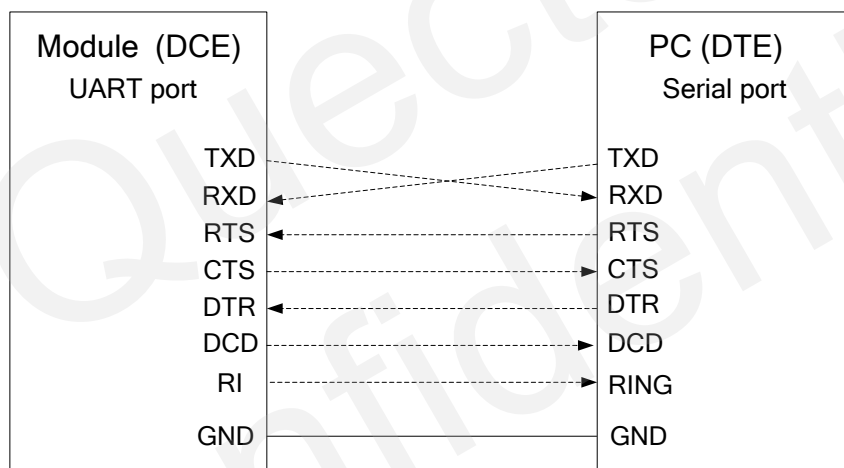 Module (DCE)
UART port
TXD
RXD
RTS
CTS
DTR
DCD
RI
GND
PC (DTE)
Serial port
TXD
RXD
RTS
CTS
DTR
DCD
RING
GND